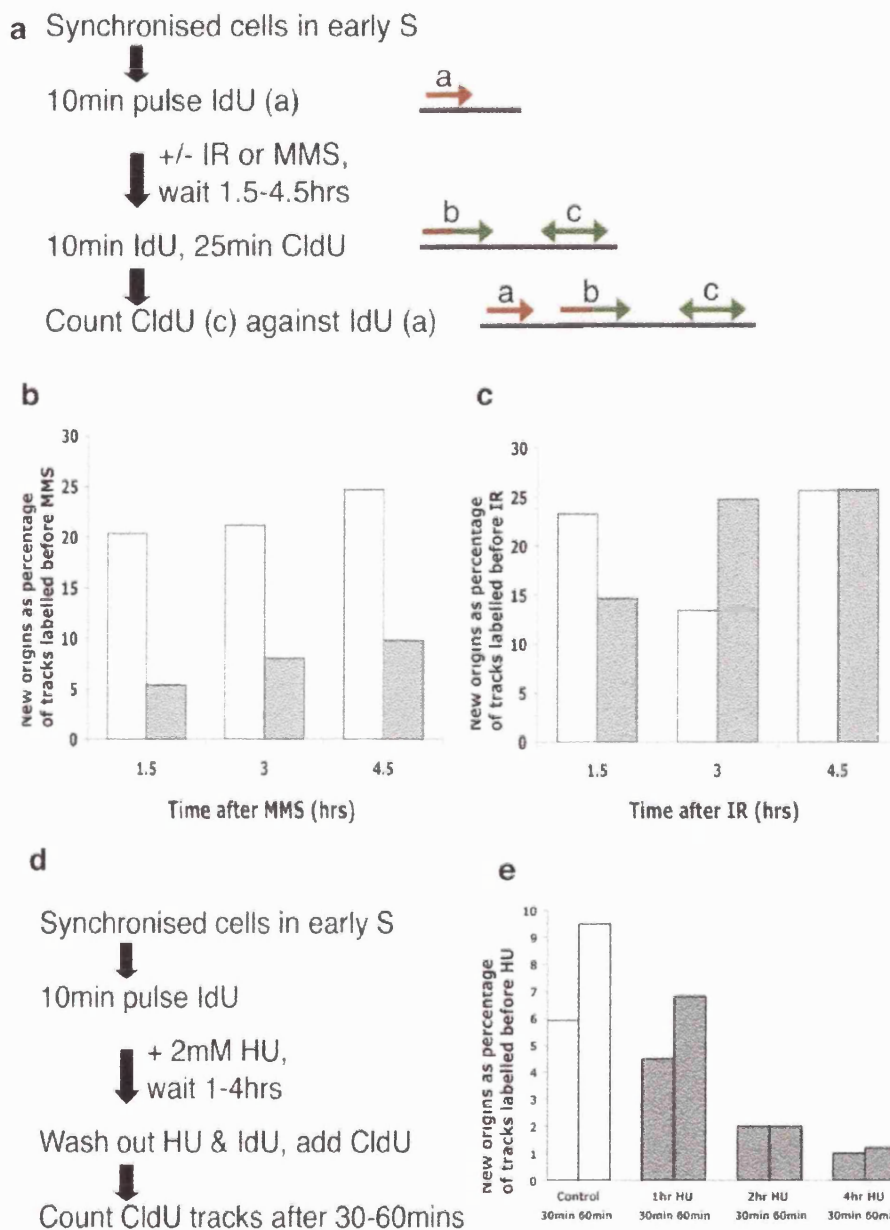 a Synchronised cells in early S
10min pulse IdU (a)
a
+/- IR or MMS,
wait 1.5-4.5hrs
b c
10min IdU, 25min CldU
a b c
Count CldU (c) against IdU (a)
b
New origins as percentage
of tracks labelled before MMS
30
25
20
15
10
5
0
1.5 3 4.5
Time after MMS (hrs)
c
New origins as percentage
of tracks labelled before IR
30
25
20
15
10
5
0
1.5 3 4.5
Time after IR (hrs)
d
Synchronised cells in early S
10min pulse IdU
+ 2mM HU,
wait 1-4hrs
Wash out HU & IdU, add CldU
Count CldU tracks after 30-60mins
e
New origins as percentage
of tracks labelled before HU
10
9
8
7
6
5
4
3
2
1
0
Control 1hr HU 2hr HU 4hr HU
30min 60min 30min 60min 30min 60min 30min 60min